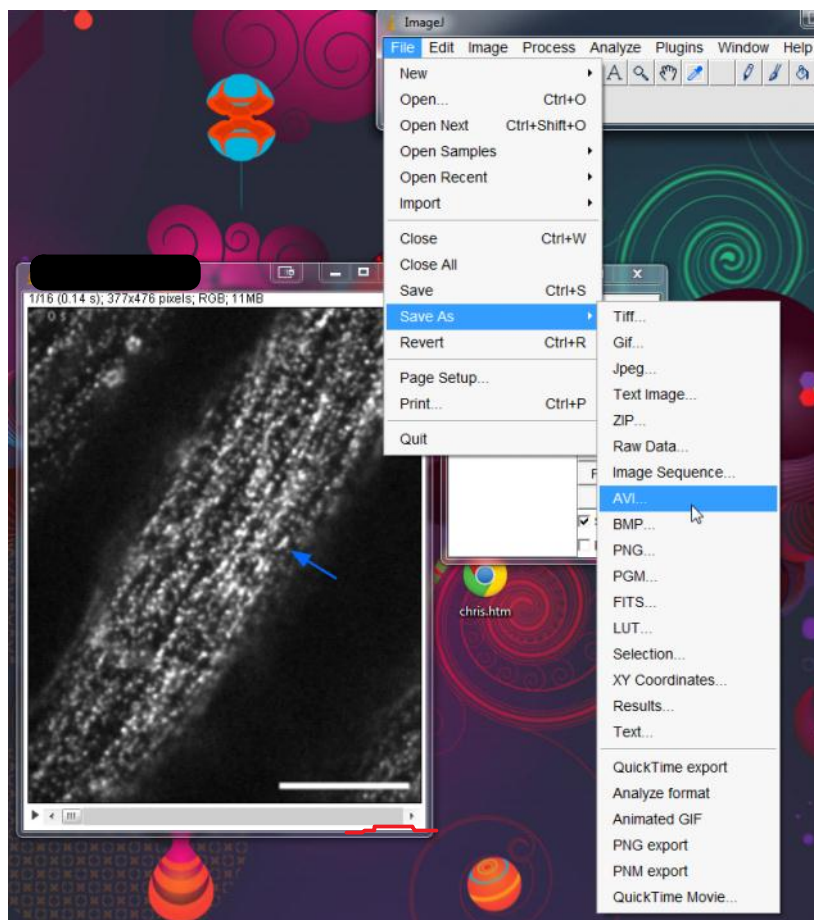 ImageJ
File Edit Image Process Analyze Plugins Window Help
New
Open... Ctrl+O
Open Next Ctrl+Shift+O
Open Samples
Open Recent
Import
Close Ctrl+W
Close All
Save Ctrl+S
Save As
Revert Ctrl+R
Page Setup...
Print... Ctrl+P
Quit
Tiff...
Gif...
Jpeg...
Text Image...
ZIP...
Raw Data...
Image Sequence...
AVI...
BMP...
PNG...
PGM...
FITS...
LUT...
Selection...
XY Coordinates...
Results...
Text...
QuickTime export
Analyze format
Animated GIF
PNG export
PNM export
QuickTime Movie...
1/16 (0.14 s); 377x476 pixels; RGB; 11MB
chris.htm